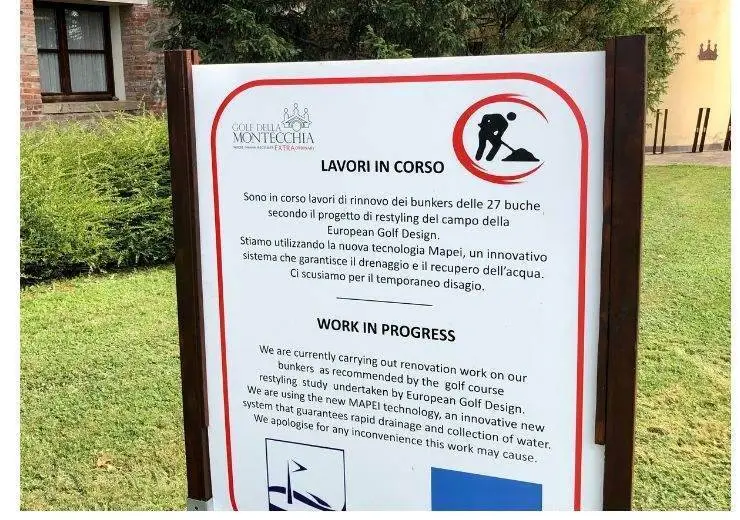 GOLF DELLA
MONTECCHIA
EXTRA
LAVORI IN CORSO
Sono in corso lavori di rinnovo dei bunkers delle 27 buche
secondo il progetto di restyling del campo della
European Golf Design.
Stiamo utilizzando la nuova tecnologia Mapei, un innovativo
sistema che garantisce il drenaggio e il recupero dell'acqua.
Ci scusiamo per il temporaneo disagio.
WORK IN PROGRESS
We are currently carrying out renovation work on our
bunkers as recommended by the golf course
restyling study undertaken by European Golf Design.
We are using the new MAPEI technology, an innovative new
system that guarantees rapid drainage and collection of water.
We apologise for any inconvenience this work may cause.